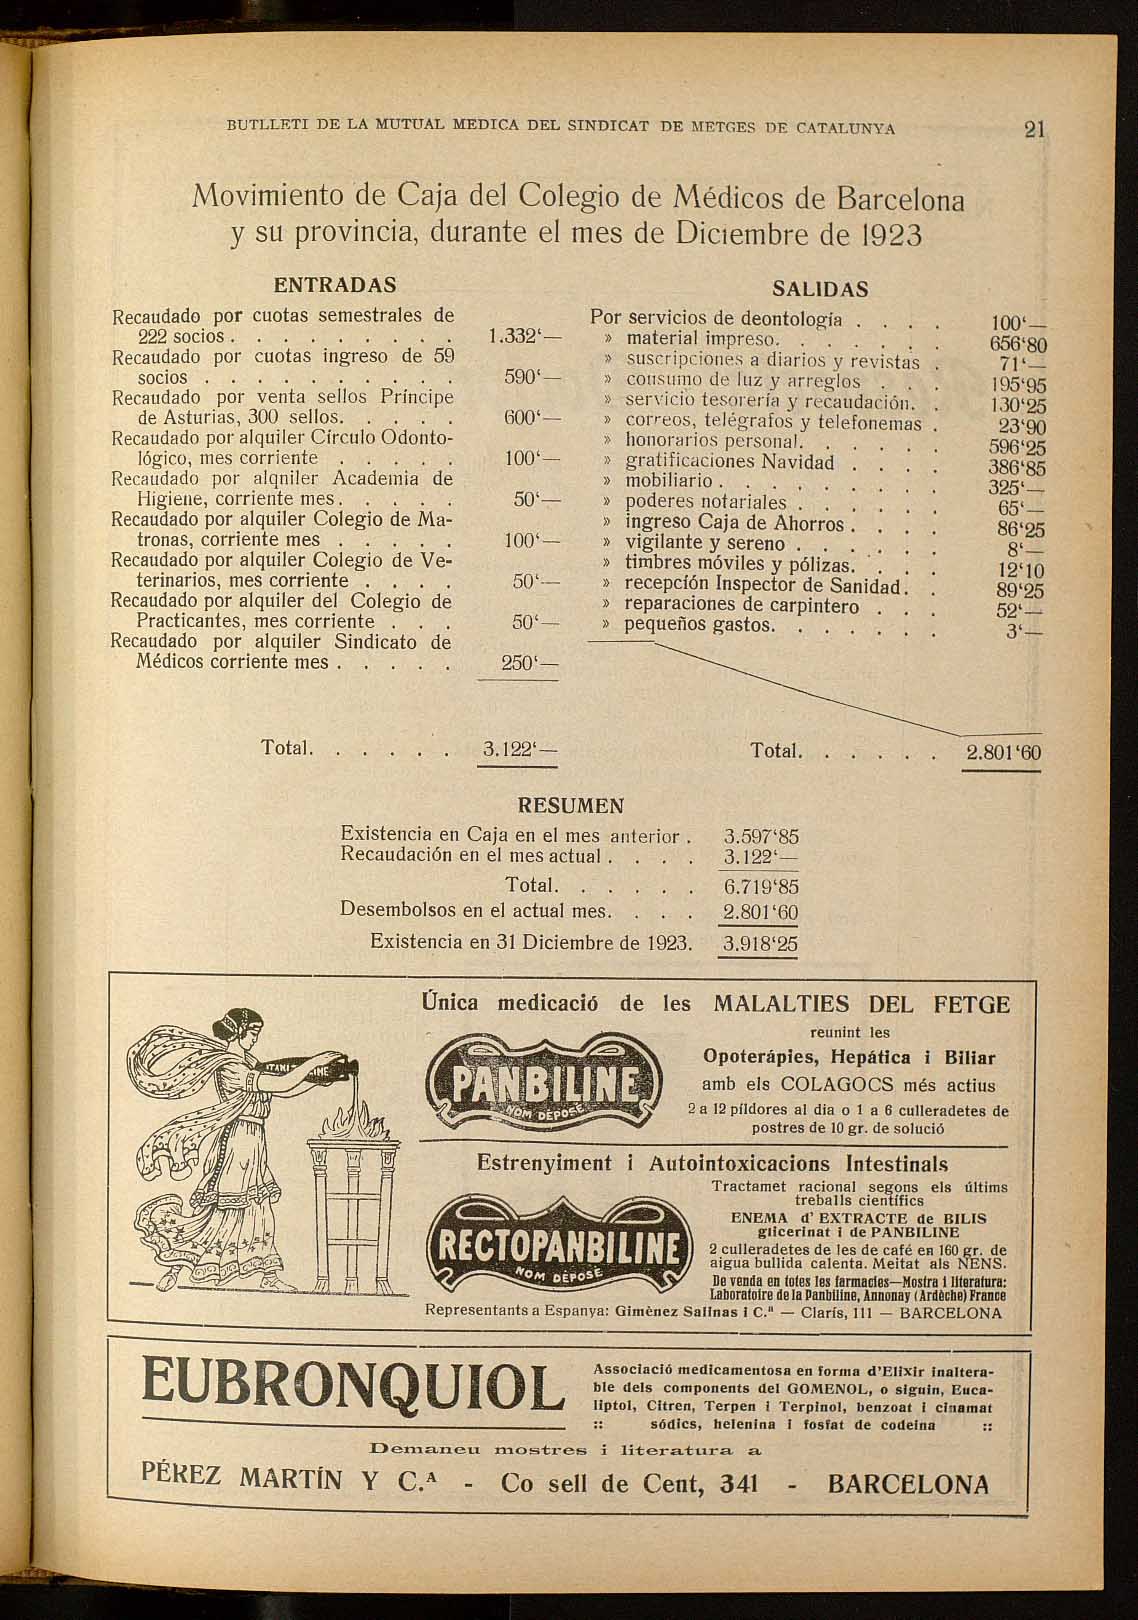 BUTLLETI DE LA MUTUAL MEDICA DEL SINDICAT DE METGES DE CATALUNYA 21
Movimiento de Caja del Colegio de Médicos de Barcelona
y su provincia, durante el mes de Diciembre de 1923
ENTRADAS
Recaudado por cuotas semestrales de
222 socios . . . . . . . . . 1.332‘—
Recaudado por cuotas ingreso de 59
socios . . . . . . . . . . 590‘—
Recaudado por venta sellos Príncipe
de Asturias, 300 sellos. . . . . 600‘—
Recaudado por alquiler Círculo Odonto-
lógico, mes corriente . . . . . 100‘—
Recaudado por alqniler Academia de
Higiene, corriente mes. . . . . 50‘—
Recaudado por alquiler Colegio de Ma-
tronas, corriente mes . . . . . 100‘—
Recaudado por alquiler Colegio de Ve-
terinarios, mes corriente . . . . 50‘—
Recaudado por alquiler del Colegio de
Practicantes, mes corriente . . . 50‘—
Recaudado por alquiler Sindicato de
Médicos corriente mes . . . . . 250‘—
Total. . . . . . 3.122‘—
SALIDAS
Por servicios de deontología . . . . 100‘—
» material impreso. . . . . . . 656‘80
» suscripciones a diarios y revistas . 71‘—
» consumo de luz y arreglos . . . 195‘95
» servicio tesorería y recaudación. . 130‘25
» correos, telégrafos y telefonemas . 23‘90
» honorarios personal. . . . . . 596‘25
» gratificaciones Navidad . . . . 386‘85
» mobiliario . . . . . . . . . 325‘—
» poderes notariales . . . . . . 65‘—
» ingreso Caja de Ahorros . . . . 86‘25
» vigilante y sereno . . . . . . 8‘—
» timbres móviles y pólizas. . . . 12‘10
» recepción Inspector de Sanidad. . 89‘25
» reparaciones de carpintero . . . 52‘—
» pequeños gastos. . . . . . . 3‘—
Total. . . . . . 2.801‘60
RESUMEN
Existencia en Caja en el mes anterior . 3.597‘85
Recaudación en el mes actual . . . . 3.122‘—
Total. . . . . . 6.719‘85
Desembolsos en el actual mes. . . . 2.801‘60
Existencia en 31 Diciembre de 1923. 3.918‘25
Única medicació de les MALALTIES DEL FETGE
reunint les
Opoterápies, Hepática i Biliar
amb els COLAGOCS més actius
2 a 12 píldores al dia o 1 a 6 culleradetes de
postres de 10 gr. de solució
PANBILINE
NOM DÉPOSÉ
Estrenyiment i Autointoxicacions Intestinals
Tractamet racional segons els últims
treballs científics
ENEMA d' EXTRACTE de BILIS
glicerinat i de PANBILINE
2 culleradetes de les de café en 160 gr. de
aigua bullida calenta. Meitat als NENS.
De venda en totes les farmacies—Mostra i literatura:
Laboratoire de la Panbiline, Annonay (Ardèche) France
RECTOPANBILINE
NOM DÉPOSÉ
Representants a Espanya: Gimènez Salinas i C.ª — Claris, 111 — BARCELONA
EUBRONQUIOL
Associació medicamentosa en forma d'Elixir inaltera-
ble dels components del GOMENOL, o siguin, Euca-
liptol, Citren, Terpen i Terpinol, benzoat i cinamat
:: sódics, helenina i fosfat de codeina ::
Demaneu mostres i literatura a
PÉREZ MARTÍN Y C.ª - Co sell de Cent, 341 - BARCELONA